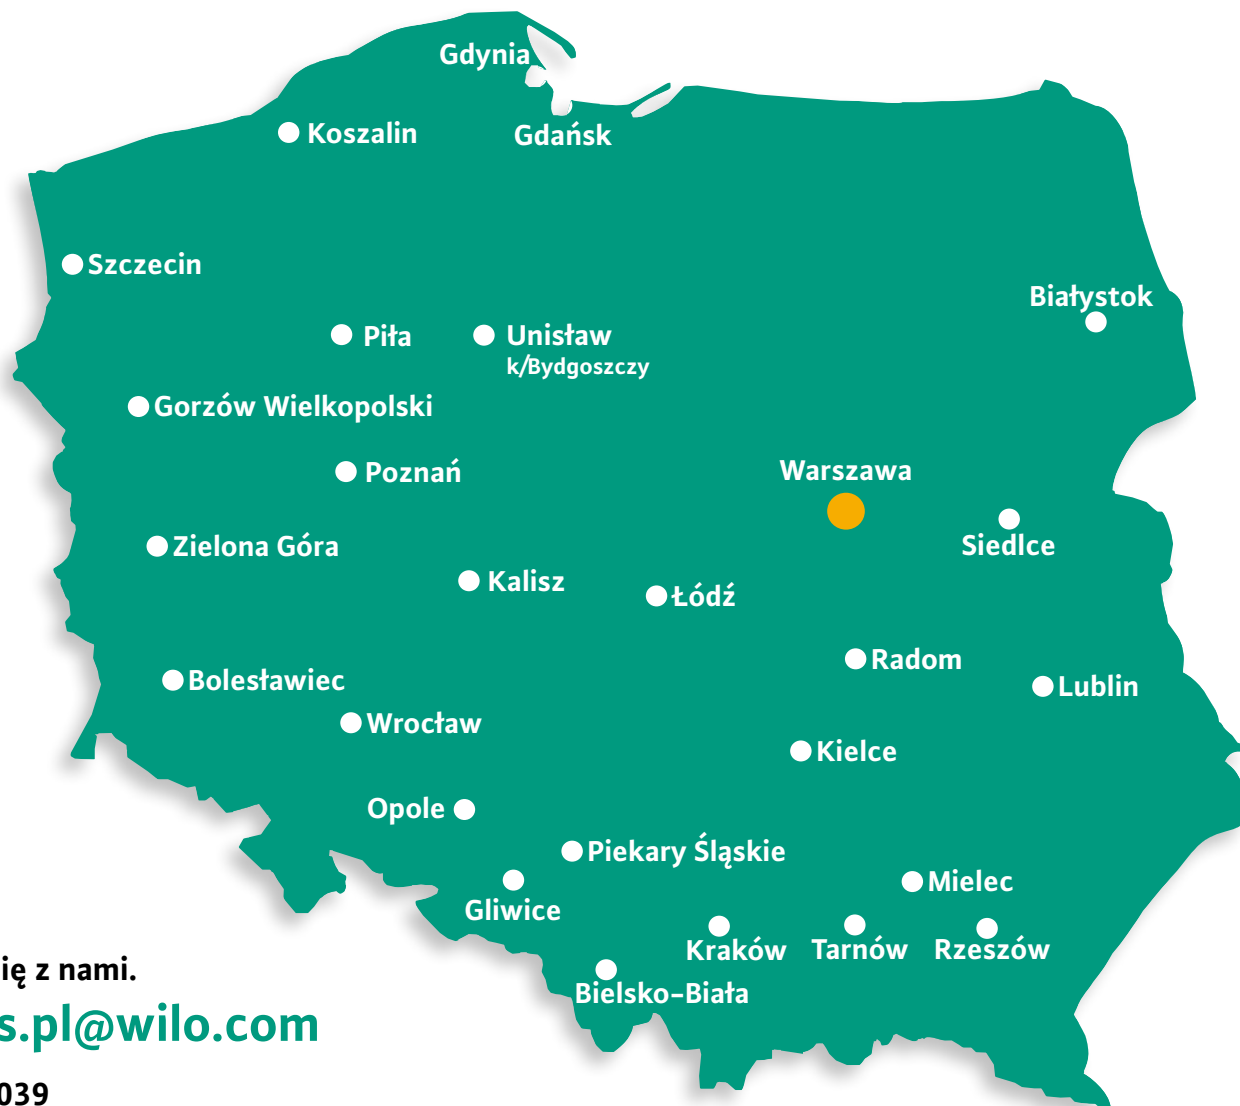 Gdynia
Koszalin
Gdańsk
Szczecin
Białystok
Piła
Unisław
k/Bydgoszczy
Gorzów Wielkopolski
Poznań
Warszawa
Zielona Góra
Siedlce
Kalisz
Łódź
Radom
Bolesławiec
Lublin
Wrocław
Kielce
Opole
Piekary Śląskie
Mielec
Gliwice
Kraków
Tarnów
Rzeszów
ię z nami.
Bielsko-Biała
s.pl@wilo.com
039